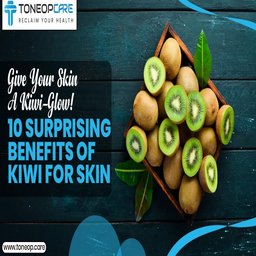 TONEOPCARE
RECLAIM YOUR HEALTH
Give Your Skin
A Kiwi-Glow!
10 SURPRISING
BENEFITS OF
KIWI FOR SKIN
www.toneop.care